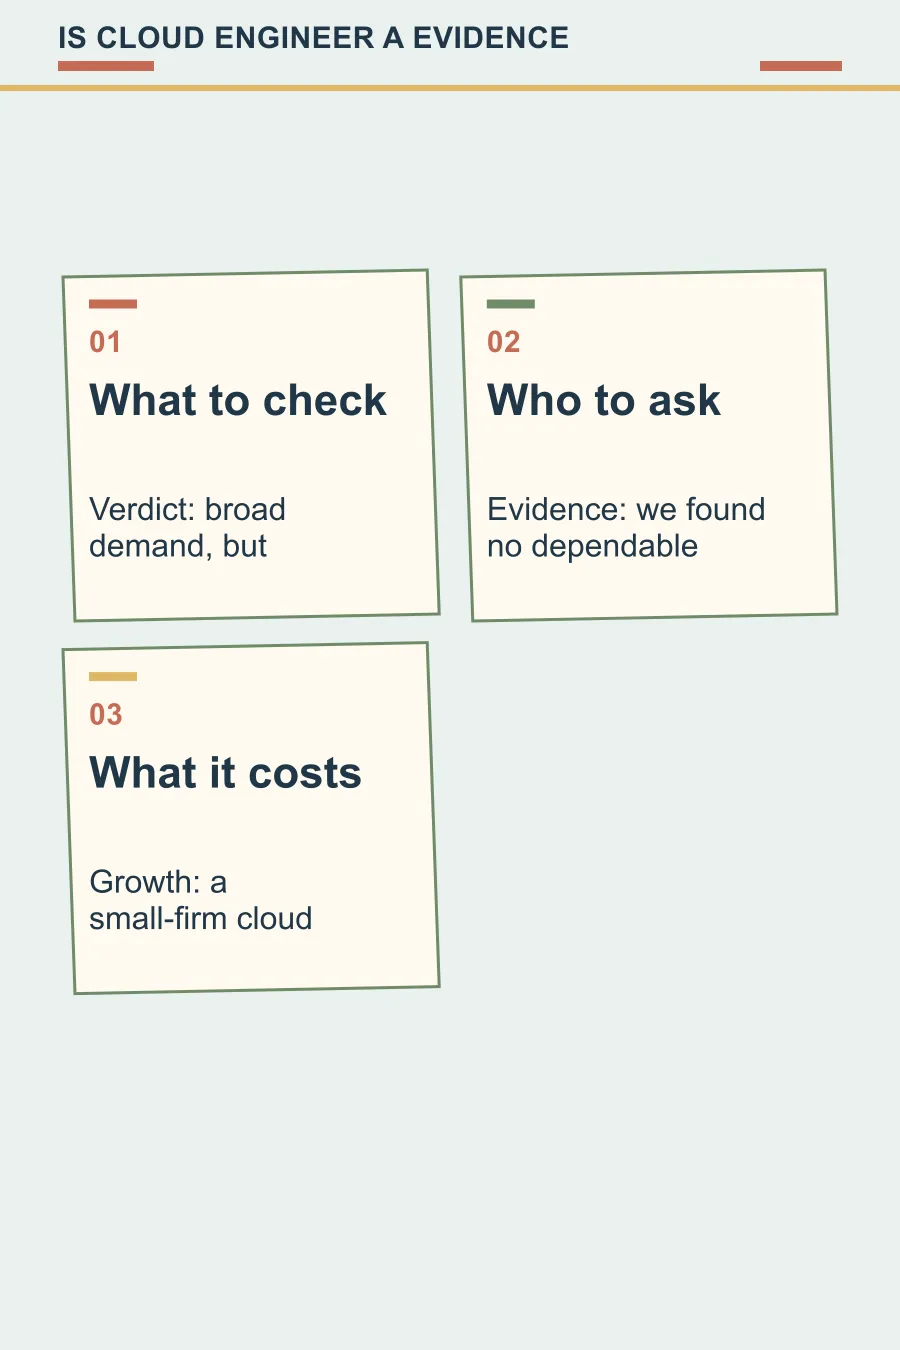 IS CLOUD ENGINEER A EVIDENCE
01
What to check
Verdict: broad
demand, but
02
Who to ask
Evidence: we found
no dependable
03
What it costs
Growth: a
small-firm cloud